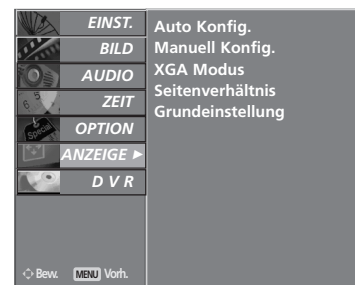 EINST.
BILD
AUDIO
ZEIT
OPTION
ANZEIGE ►
D V R
Auto Konfig.
Manuell Konfig.
XGA Modus
Seitenverhältnis
Grundeinstellung
Bew. MENU Vorh.